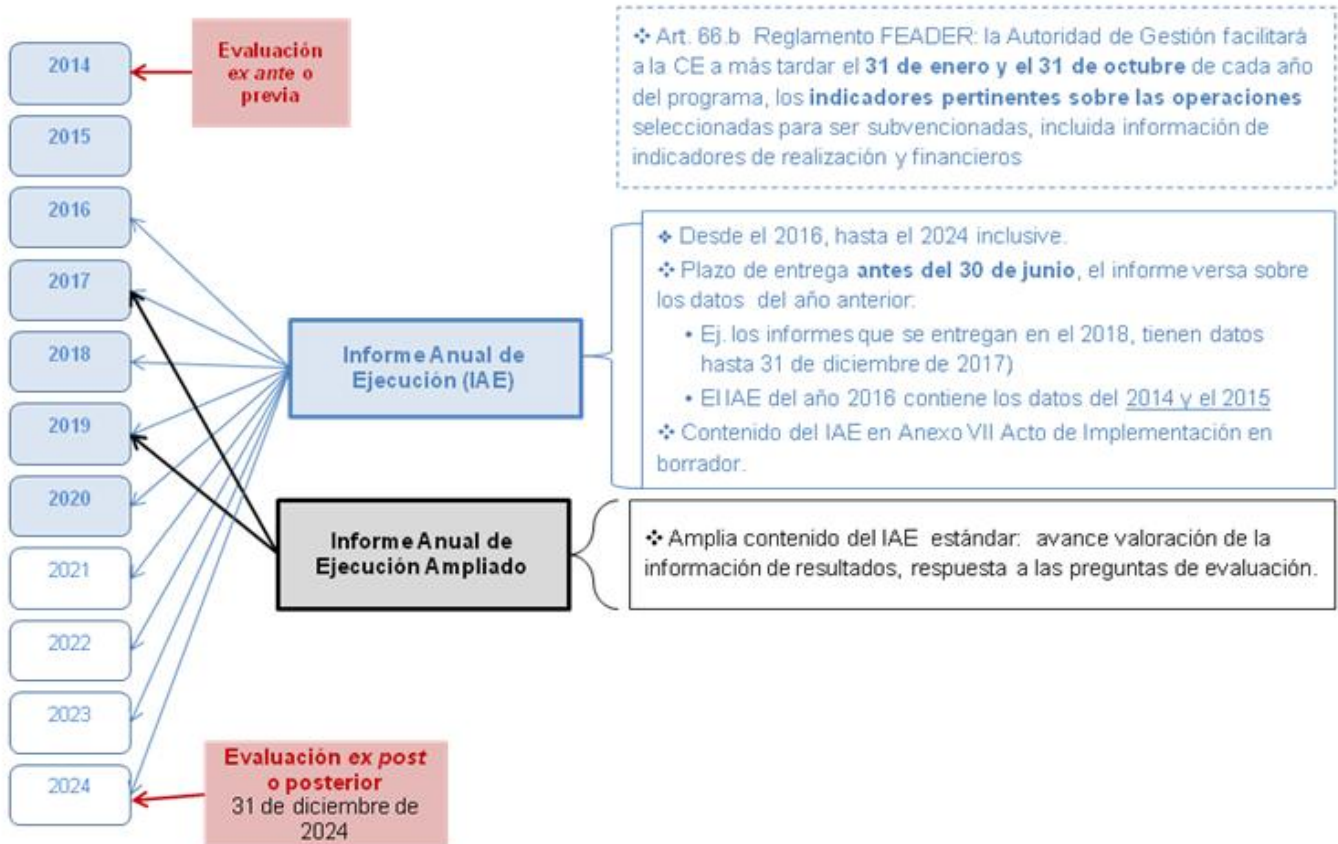 2014
2015
2016
2017
2018
2019
2020
2021
2022
2023
2024
Evaluación
ex ante o
previa
❖ Art. 66.b Reglamento FEADER: la Autoridad de Gestión facilitará
a la CE a más tardar el 31 de enero y el 31 de octubre de cada año
del programa, los indicadores pertinentes sobre las operaciones
seleccionadas para ser subvencionadas, incluida información de
indicadores de realización y financieros
Informe Anual de
Ejecución (IAE)
❖ Desde el 2016, hasta el 2024 inclusive.
❖ Plazo de entrega antes del 30 de junio, el informe versa sobre
los datos del año anterior:
• Ej. los informes que se entregan en el 2018, tienen datos
hasta 31 de diciembre de 2017)
• El IAE del año 2016 contiene los datos del 2014 y el 2015
❖ Contenido del IAE en Anexo VII Acto de Implementación en
borrador.
Informe Anual de
Ejecución Ampliado
❖ Amplia contenido del IAE estándar: avance valoración de la
información de resultados, respuesta a las preguntas de evaluación.
Evaluación ex post
o posterior
31 de diciembre de
2024